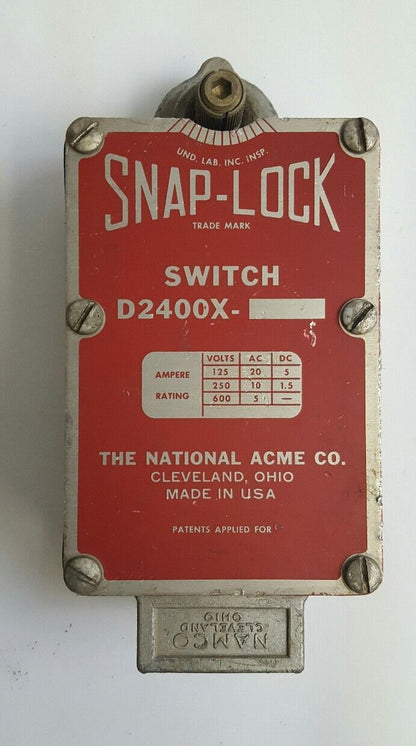 UND. LAB. INC. INSP.
SNAP-LOCK
TRADE MARK
SWITCH
D2400X-
VOLTS AC DC
AMPERE RATING
125 20 5
250 10 1.5
600 5 —
THE NATIONAL ACME CO.
CLEVELAND, OHIO
MADE IN USA
PATENTS APPLIED FOR
NAMCO
CLEVELAND
OHIO